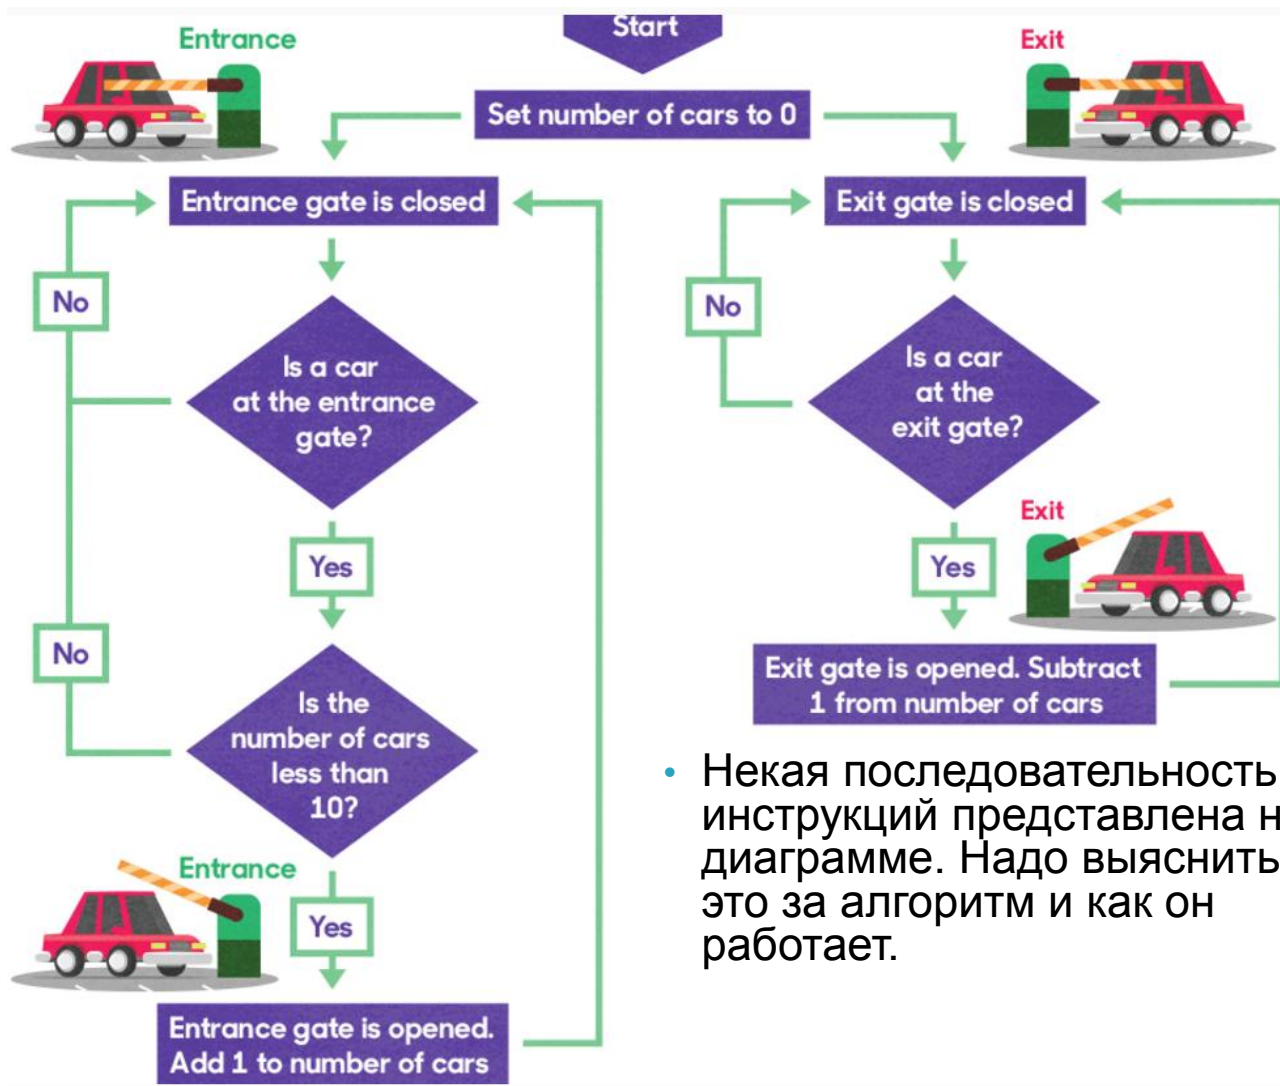 Start
Entrance
Exit
Set number of cars to 0
Entrance gate is closed
Exit gate is closed
No
No
Is a car
at the entrance
gate?
Is a car
at the
exit gate?
Exit
Yes
Yes
No
Exit gate is opened. Subtract
1 from number of cars
Is the
number of cars
less than
10?
• Некая последовательность
инструкций представлена
диаграмме. Надо выяснить
это за алгоритм и как он
работает.
Entrance
Yes
Entrance gate is opened.
Add 1 to number of cars